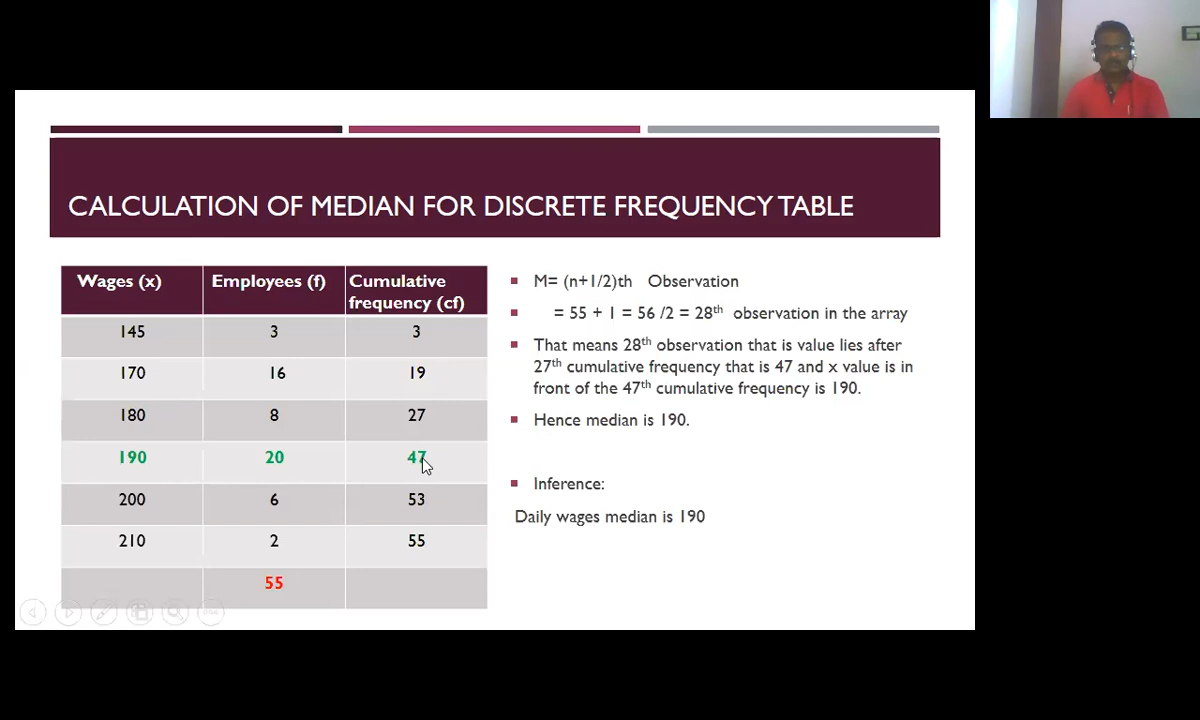 CALCULATION OF MEDIAN FOR DISCRETE FREQUENCY TABLE
Wages (x) Employees (f) Cumulative frequency (cf)
145 3 3
170 16 19
180 8 27
190 20 47
200 6 53
210 2 55
55
M= (n+1/2)th Observation
= 55 + 1 = 56 /2 = 28th observation in the array
That means 28th observation that is value lies after
27th cumulative frequency that is 47 and x value is in
front of the 47th cumulative frequency is 190.
Hence median is 190.
Inference:
Daily wages median is 190